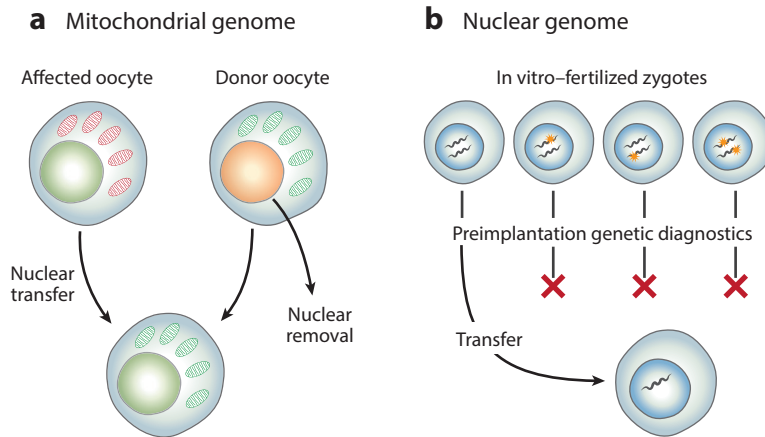 a Mitochondrial genome
Affected oocyte
Donor oocyte
Nuclear
transfer
Nuclear
removal
b Nuclear genome
In vitro–fertilized zygotes
Preimplantation genetic diagnostics
Transfer